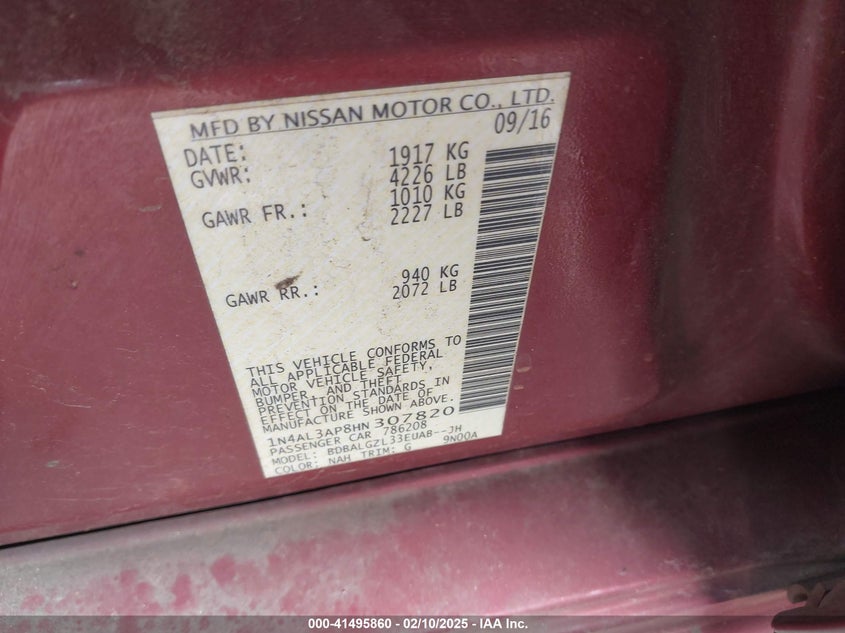 MFD BY NISSAN MOTOR CO., LTD.
DATE: 09/16
GVWR: 1917 KG
4226 LB
GAWR FR.: 1010 KG
2227 LB
GAWR RR.: 940 KG
2072 LB
THIS VEHICLE CONFORMS TO
ALL APPLICABLE FEDERAL
MOTOR VEHICLE SAFETY,
BUMPER, AND THEFT
PREVENTION STANDARDS IN
EFFECT ON THE DATE OF
MANUFACTURE SHOWN ABOVE.
1N4AL3AP8HN 307820
PASSENGER CAR 786208
MODEL: BDBALGZL33EUAB--JH
COLOR: NAH TRIM: G 9N00A
000-41495860 - 02/10/2025 - IAA Inc.